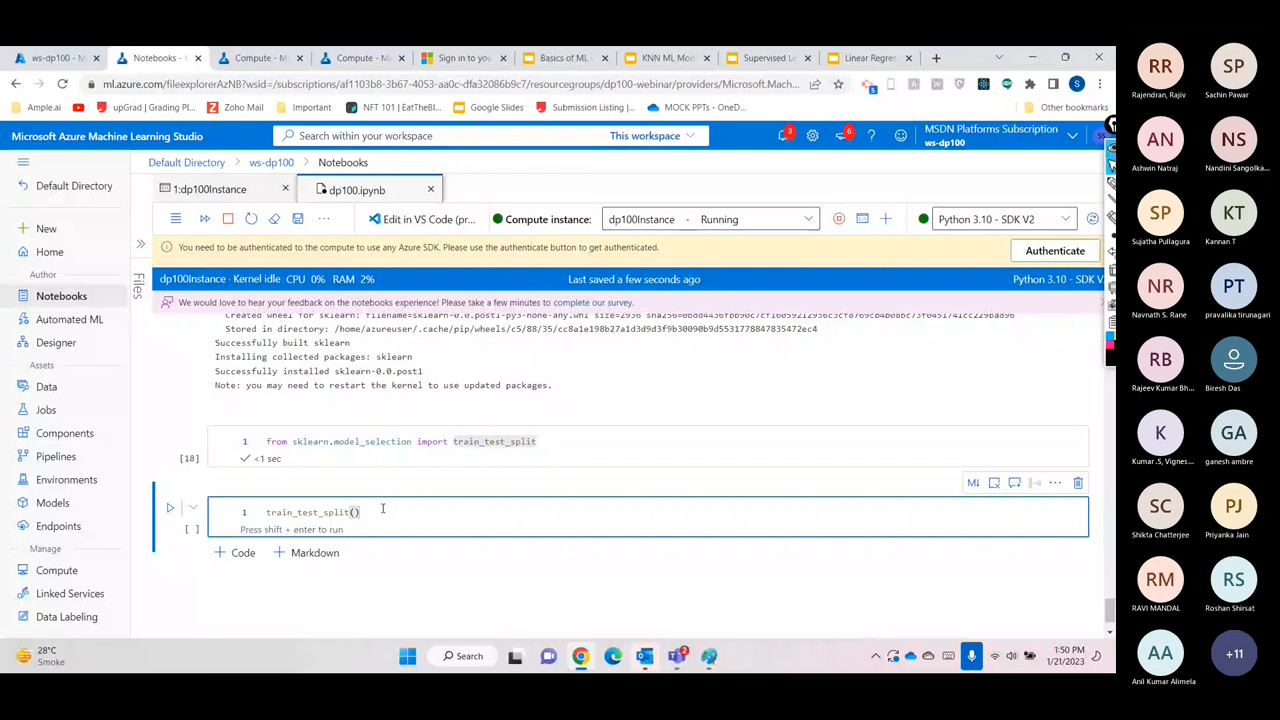 ws-dp100 - M
Notebooks -
Compute - M
Compute - M
Sign in to you
Basics of ML -
KNN ML Mod
Supervised L
Linear Regres
ml.azure.com/fileexplorerAzNB?wsid=/subscriptions/af1103b8-3b67-4053-aa0c-dfa32086b9c7/resourcegroups/dp100-webinar/providers/Microsoft.Mac...
S
Ample.ai
upGrad | Grading Pl...
Zoho Mail
Important
NFT 101 | EatTheBl...
Google Slides
Submission Listing |...
MOCK PPTs - OneD...
Other bookmarks
Microsoft Azure Machine Learning Studio
Search within your workspace
This workspace
3
6
MSDN Platforms Subscription
ws-dp100
Default Directory
ws-dp100
Notebooks
Default Directory
1:dp100Instance
dp100.ipynb
Edit in VS Code (pr...
Compute instance:
dp100Instance - Running
Python 3.10 - SDK V2
You need to be authenticated to the compute to use any Azure SDK. Please use the authenticate button to get authenticated.
Authenticate
dp100Instance · Kernel idle CPU 0% RAM 2%
Last saved a few seconds ago
Python 3.10 - SDK V
We would love to hear your feedback on the notebooks experience! Please take a few minutes to complete our survey.
Files
New
Home
Author
Notebooks
Automated ML
Designer
Assets
Data
Jobs
Components
Pipelines
Environments
Models
Endpoints
Manage
Compute
Linked Services
Data Labeling
Stored in directory: /home/azureuser/.cache/pip/wheels/c5/88/35/cc8a1e198b27a1d3d9d3f9b30090b9d5531778847835472ec4
Successfully built sklearn
Installing collected packages: sklearn
Successfully installed sklearn-0.0.post1
Note: you may need to restart the kernel to use updated packages.
1 from sklearn.model_selection import train_test_split
[18] <1 sec
M↓
1 train_test_split()
[ ] Press shift + enter to run
+ Code + Markdown
28°C
Smoke
Search
2
1:50 PM
1/21/2023
RR
Rajendran, Rajiv
SP
Sachin Pawar
AN
Ashwin Natraj
NS
Nandini Sangolka...
SP
Sujatha Pullagura
KT
Kannan T
NR
Navnath S. Rane
PT
pravalika tirunagari
RB
Rajeev Kumar Bh...
Biresh Das
K
Kumar .S, Vignes...
GA
ganesh ambre
SC
Shikta Chatterjee
PJ
Priyanka Jain
RM
RAVI MANDAL
RS
Roshan Shirsat
AA
Anil Kumar Alimela
+11